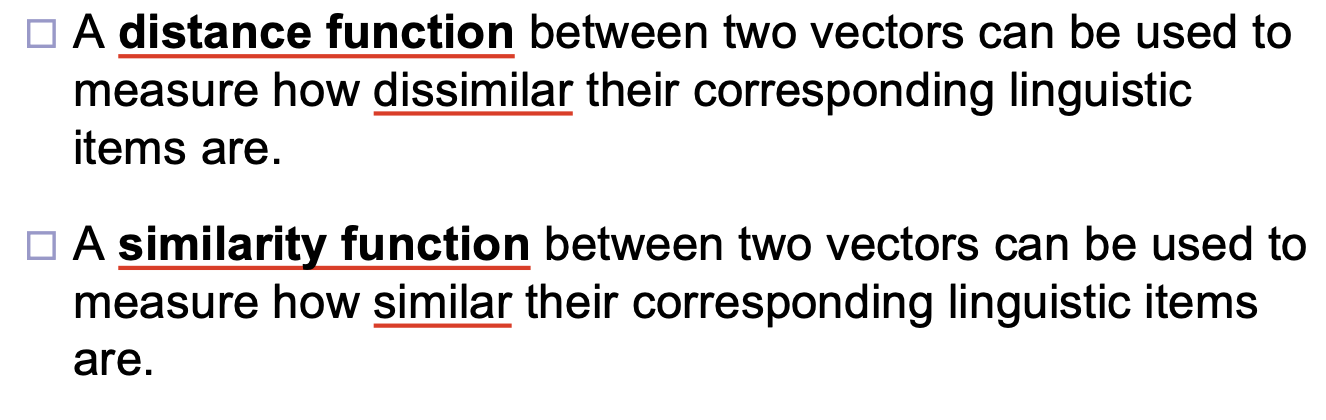 A distance function between two vectors can be used to
measure how dissimilar their corresponding linguistic
items are.
A similarity function between two vectors can be used to
measure how similar their corresponding linguistic items
are.